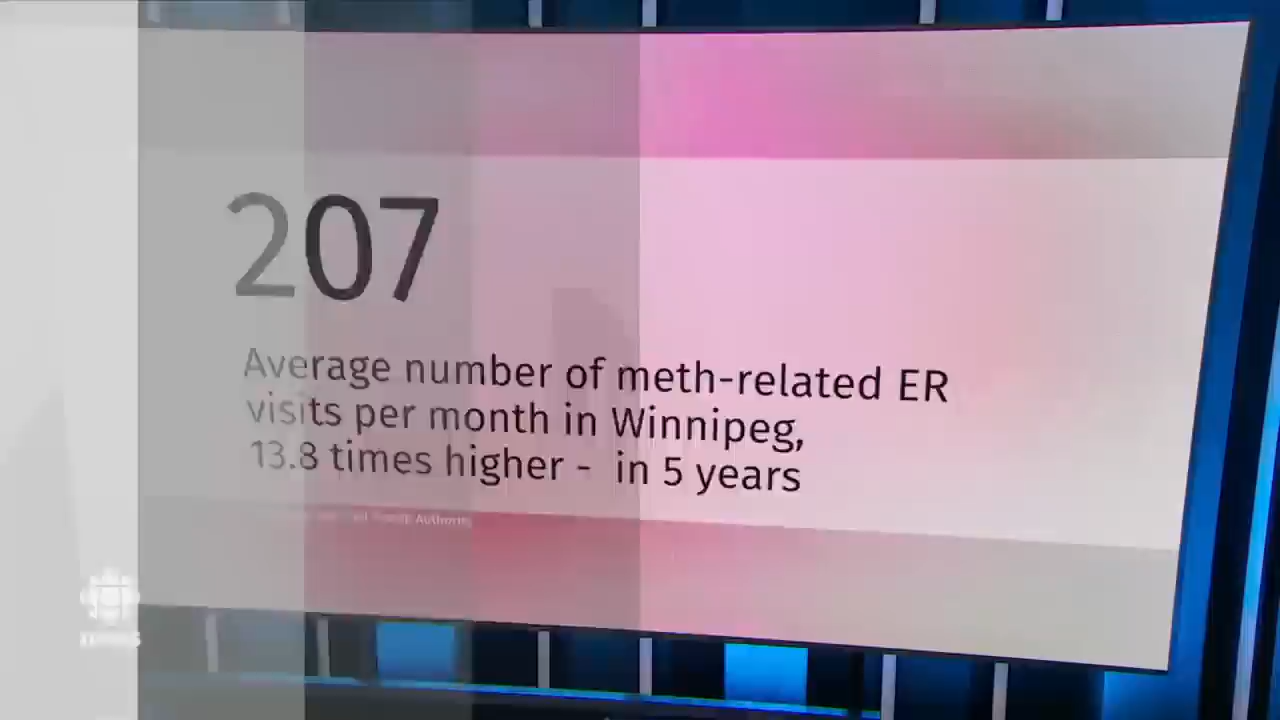 207
Average number of meth-related ER
visits per month in Winnipeg,
13.8 times higher -  in 5 years
Authority